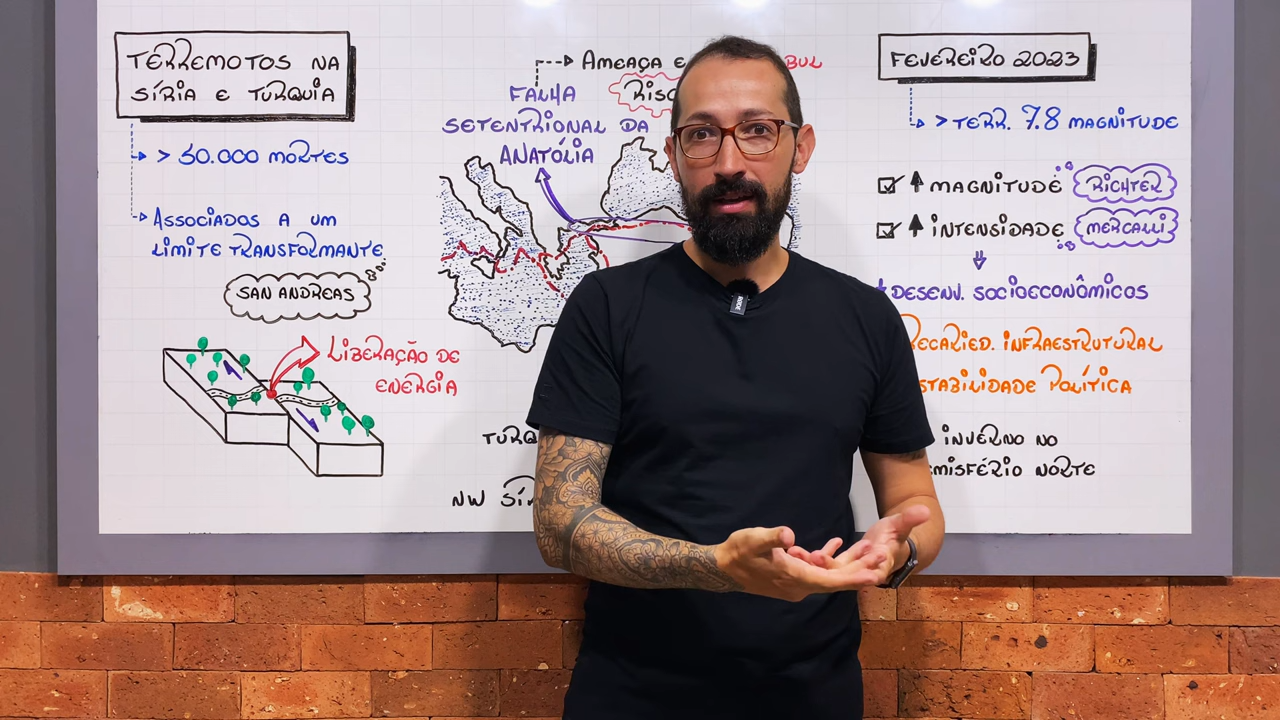 TERREMOTOS NA
SÍRIA E TURQUIA
> 50.000 MORTES
ASSOCIADOS A UM
LIMITE TRANSFORMANTE
SAN ANDREAS
LIBERAÇÃO DE
ENERGIA
AMEAÇA E
FALHA
SETENTRIONAL DA
ANATÓLIA
NW
FEVEREIRO 2023
> TERR. 7.8 MAGNITUDE
MAGNITUDE RICHTER
INTENSIDADE MERCALLI
DESENV. SOCIOECONÔMICOS
INFRAESTRUTURAL
POLÍTICA
INVERNO NO
NORTE
RODE